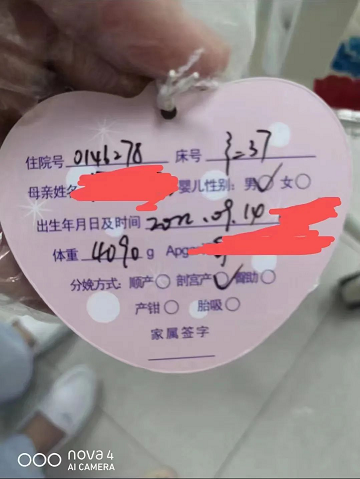 住院号 0145278 床号 32-37
母亲姓名 婴儿性别：男✓ 女○
出生年月日及时间 2022.09.14
体重 4090 g Apgar
分娩方式：顺产○ 剖宫产✓ 臀助○
产钳○ 胎吸○
家属签字
nova 4
AI CAMERA